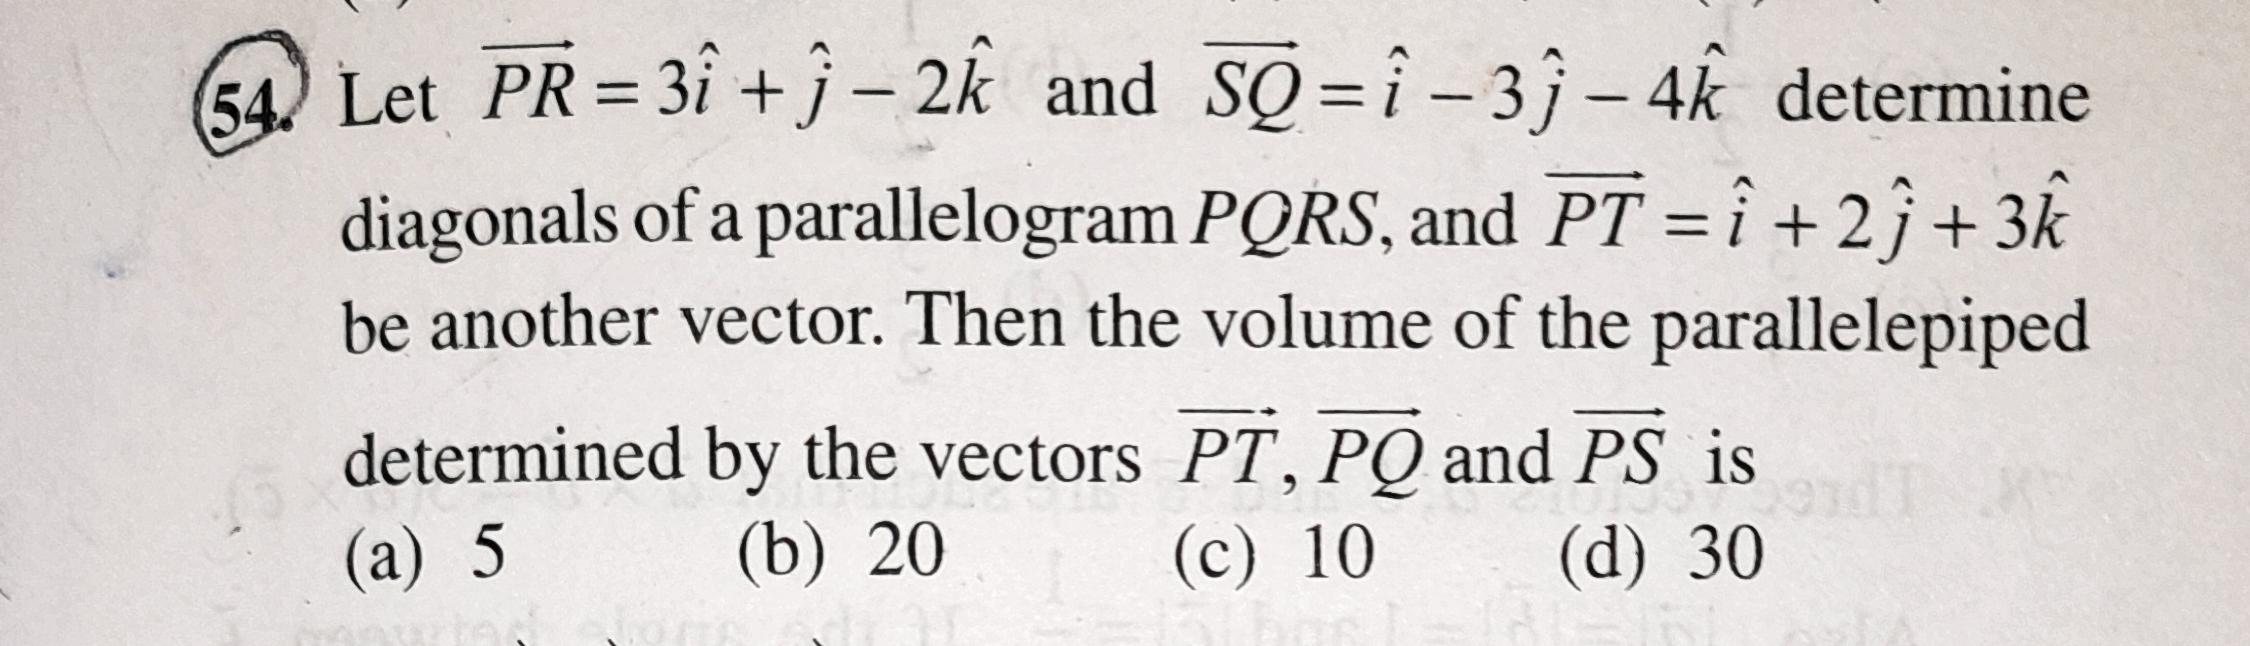 54. Let $\overrightarrow{PR} = 3\hat{i} + \hat{j} - 2\hat{k}$ and $\overrightarrow{SQ} = \hat{i} - 3\hat{j} - 4\hat{k}$ determine
diagonals of a parallelogram PQRS, and $\overrightarrow{PT} = \hat{i} + 2\hat{j} + 3\hat{k}$
be another vector. Then the volume of the parallelepiped
determined by the vectors $\overrightarrow{PT}$, $\overrightarrow{PQ}$ and $\overrightarrow{PS}$ is
(a) 5 (b) 20 (c) 10 (d) 30